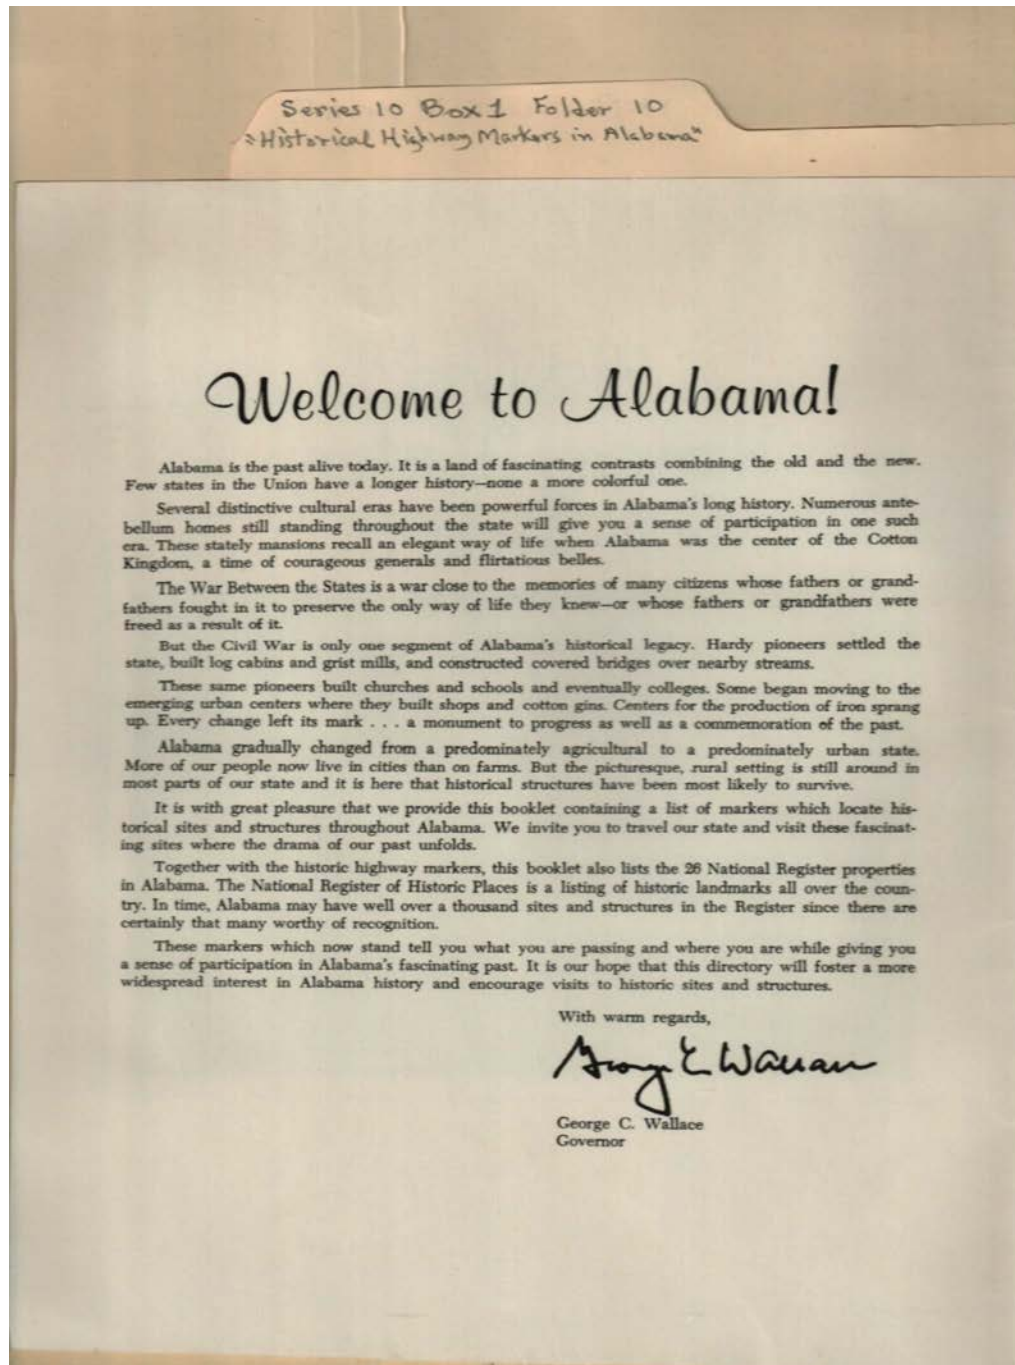 Series 10 Box 1 Folder 10
"Historical Highway Markers in Alabama"
Welcome to Alabama!
Alabama is the past alive today. It is a land of fascinating contrasts combining the old and the new.
Few states in the Union have a longer history—none a more colorful one.
Several distinctive cultural eras have been powerful forces in Alabama's long history. Numerous ante-
bellum homes still standing throughout the state will give you a sense of participation in one such
era. These stately mansions recall an elegant way of life when Alabama was the center of the Cotton
Kingdom, a time of courageous generals and flirtatious belles.
The War Between the States is a war close to the memories of many citizens whose fathers or grand-
fathers fought in it to preserve the only way of life they knew—or whose fathers or grandfathers were
freed as a result of it.
But the Civil War is only one segment of Alabama's historical legacy. Hardy pioneers settled the
state, built log cabins and grist mills, and constructed covered bridges over nearby streams.
These same pioneers built churches and schools and eventually colleges. Some began moving to the
emerging urban centers where they built shops and cotton gins. Centers for the production of iron sprang
up. Every change left its mark . . . a monument to progress as well as a commemoration of the past.
Alabama gradually changed from a predominately agricultural to a predominately urban state.
More of our people now live in cities than on farms. But the picturesque, rural setting is still around in
most parts of our state and it is here that historical structures have been most likely to survive.
It is with great pleasure that we provide this booklet containing a list of markers which locate his-
torical sites and structures throughout Alabama. We invite you to travel our state and visit these fascinat-
ing sites where the drama of our past unfolds.
Together with the historic highway markers, this booklet also lists the 26 National Register properties
in Alabama. The National Register of Historic Places is a listing of historic landmarks all over the coun-
try. In time, Alabama may have well over a thousand sites and structures in the Register since there are
certainly that many worthy of recognition.
These markers which now stand tell you what you are passing and where you are while giving you
a sense of participation in Alabama's fascinating past. It is our hope that this directory will foster a more
widespread interest in Alabama history and encourage visits to historic sites and structures.
With warm regards,
George C. Wallace
George C. Wallace
Governor